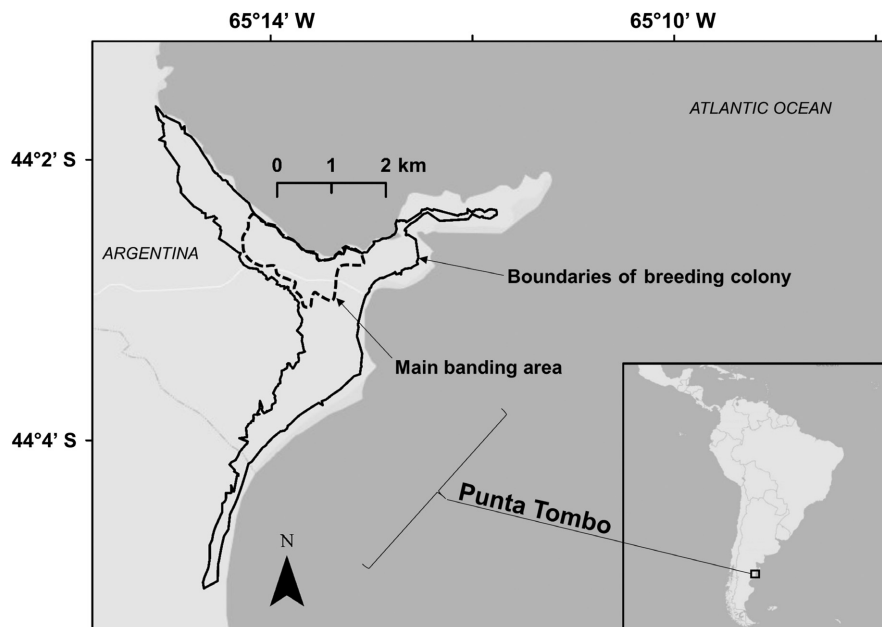 65°14’ W
65°10’ W
ATLANTIC OCEAN
44°2’ S
0 1 2 km
ARGENTINA
Boundaries of breeding colony
Main banding area
44°4’ S
Punta Tombo
N